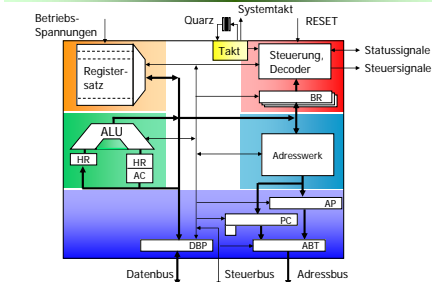 Systemtakt
Betriebs-
Spannungen
Quarz
RESET
Takt
Steuerung,
Decoder
Statussignale
Steuersignale
Register-
satz
BR
ALU
HR
HR
AC
Adresswerk
AP
PC
DBP
ABT
Datenbus
Steuerbus
Adressbus